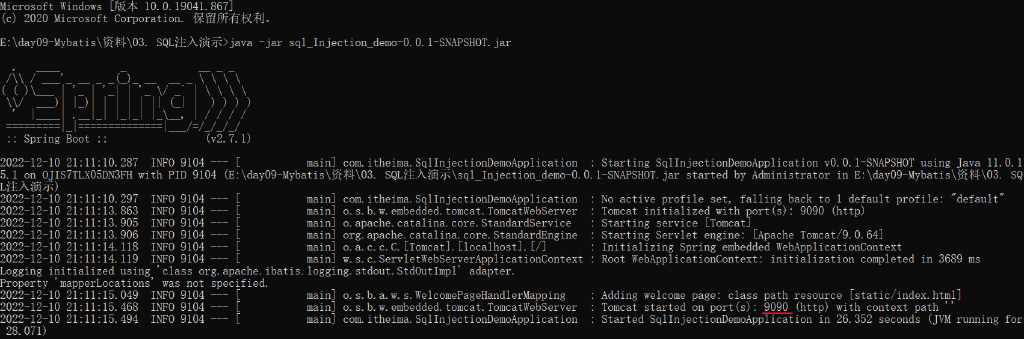 Microsoft Windows [版本 10.0.19041.867]
(c) 2020 Microsoft Corporation. 保留所有权利。
E:\day09-Mybatis\资料\03. SQL注入演示>java -jar sql_Injection_demo-0.0.1-SNAPSHOT.jar
:: Spring Boot ::                (v2.7.1)
2022-12-10 21:11:10.287  INFO 9104 --- [           main] com.itheima.SqlInjectionDemoApplication  : Starting SqlInjectionDemoApplication v0.0.1-SNAPSHOT using Java 11.0.1
5.1 on OJIS7TLX05DN3FH with PID 9104 (E:\day09-Mybatis\资料\03. SQL注入演示\sql_Injection_demo-0.0.1-SNAPSHOT.jar started by Administrator in E:\day09-Mybatis\资料\03. SQ
L注入演示)
2022-12-10 21:11:10.297  INFO 9104 --- [           main] com.itheima.SqlInjectionDemoApplication  : No active profile set, falling back to 1 default profile: "default"
2022-12-10 21:11:13.863  INFO 9104 --- [           main] o.s.b.w.embedded.tomcat.TomcatWebServer  : Tomcat initialized with port(s): 9090 (http)
2022-12-10 21:11:13.905  INFO 9104 --- [           main] o.apache.catalina.core.StandardService   : Starting service [Tomcat]
2022-12-10 21:11:13.906  INFO 9104 --- [           main] org.apache.catalina.core.StandardEngine  : Starting Servlet engine: [Apache Tomcat/9.0.64]
2022-12-10 21:11:14.118  INFO 9104 --- [           main] o.a.c.c.C.[Tomcat].[localhost].[/]       : Initializing Spring embedded WebApplicationContext
2022-12-10 21:11:14.119  INFO 9104 --- [           main] w.s.c.ServletWebServerApplicationContext : Root WebApplicationContext: initialization completed in 3689 ms
Logging initialized using 'class org.apache.ibatis.logging.stdout.StdOutImpl' adapter.
Property 'mapperLocations' was not specified.
2022-12-10 21:11:15.049  INFO 9104 --- [           main] o.s.b.a.w.s.WelcomePageHandlerMapping    : Adding welcome page: class path resource [static/index.html]
2022-12-10 21:11:15.468  INFO 9104 --- [           main] o.s.b.w.embedded.tomcat.TomcatWebServer  : Tomcat started on port(s): 9090 (http) with context path ''
2022-12-10 21:11:15.494  INFO 9104 --- [           main] com.itheima.SqlInjectionDemoApplication  : Started SqlInjectionDemoApplication in 26.352 seconds (JVM running for
28.071)